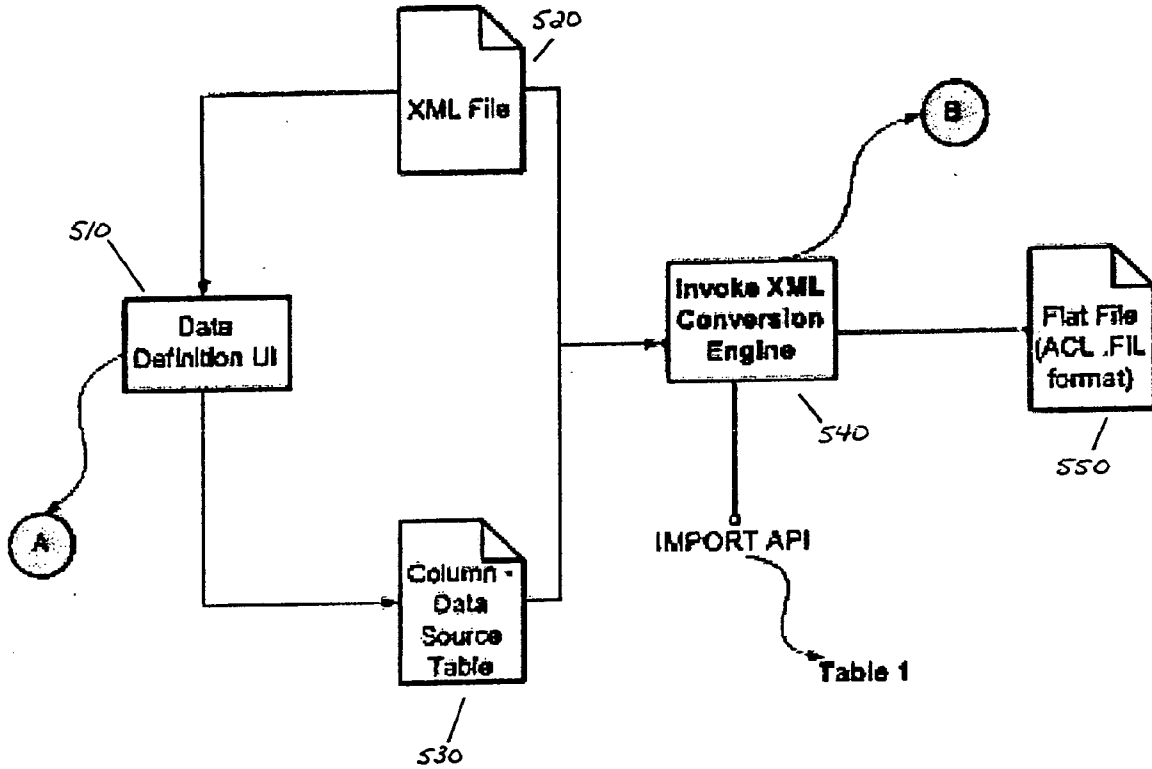 520
XML File
B
510
Data
Definition UI
Invoke XML
Conversion
Engine
Flat File
(ACL .FIL
format)
540
550
A
IMPORT API
Column -
Data
Source
Table
Table 1
530